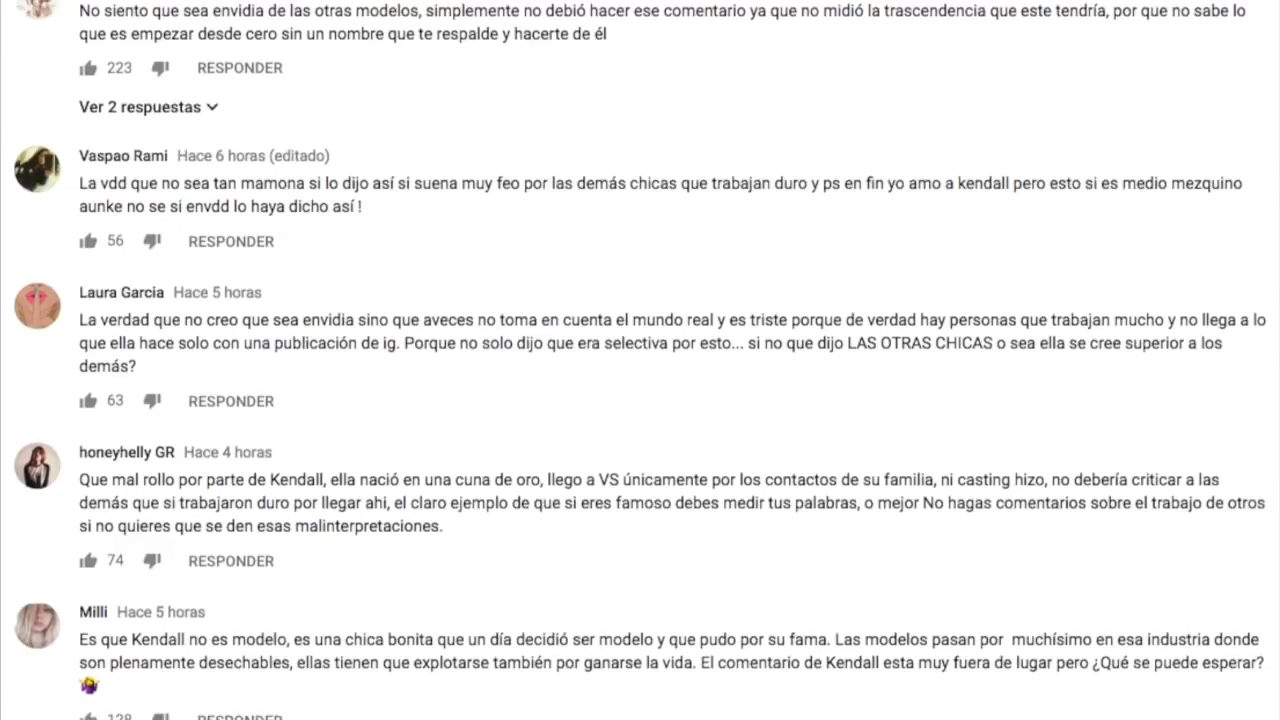 No siento que sea envidia de las otras modelos, simplemente no debió hacer ese comentario ya que no midió la trascendencia que este tendría, por que no sabe lo
que es empezar desde cero sin un nombre que te respalde y hacerte de él
223 RESPONDER
Ver 2 respuestas
Vaspao Rami Hace 6 horas (editado)
La vdd que no sea tan mamona si lo dijo así si suena muy feo por las demás chicas que trabajan duro y ps en fin yo amo a kendall pero esto si es medio mezquino
aunke no se si envdd lo haya dicho así !
56 RESPONDER
Laura Garcia Hace 5 horas
La verdad que no creo que sea envidia sino que aveces no toma en cuenta el mundo real y es triste porque de verdad hay personas que trabajan mucho y no llega a lo
que ella hace solo con una publicación de ig. Porque no solo dijo que era selectiva por esto... si no que dijo LAS OTRAS CHICAS o sea ella se cree superior a los
demás?
63 RESPONDER
honeyhelly GR Hace 4 horas
Que mal rollo por parte de Kendall, ella nació en una cuna de oro, llego a VS únicamente por los contactos de su familia, ni casting hizo, no debería criticar a las
demás que si trabajaron duro por llegar ahi, el claro ejemplo de que si eres famoso debes medir tus palabras, o mejor No hagas comentarios sobre el trabajo de otros
si no quieres que se den esas malinterpretaciones.
74 RESPONDER
Milli Hace 5 horas
Es que Kendall no es modelo, es una chica bonita que un día decidió ser modelo y que pudo por su fama. Las modelos pasan por muchísimo en esa industria donde
son plenamente desechables, ellas tienen que explotarse también por ganarse la vida. El comentario de Kendall esta muy fuera de lugar pero ¿Qué se puede esperar?
128 RESPONDER